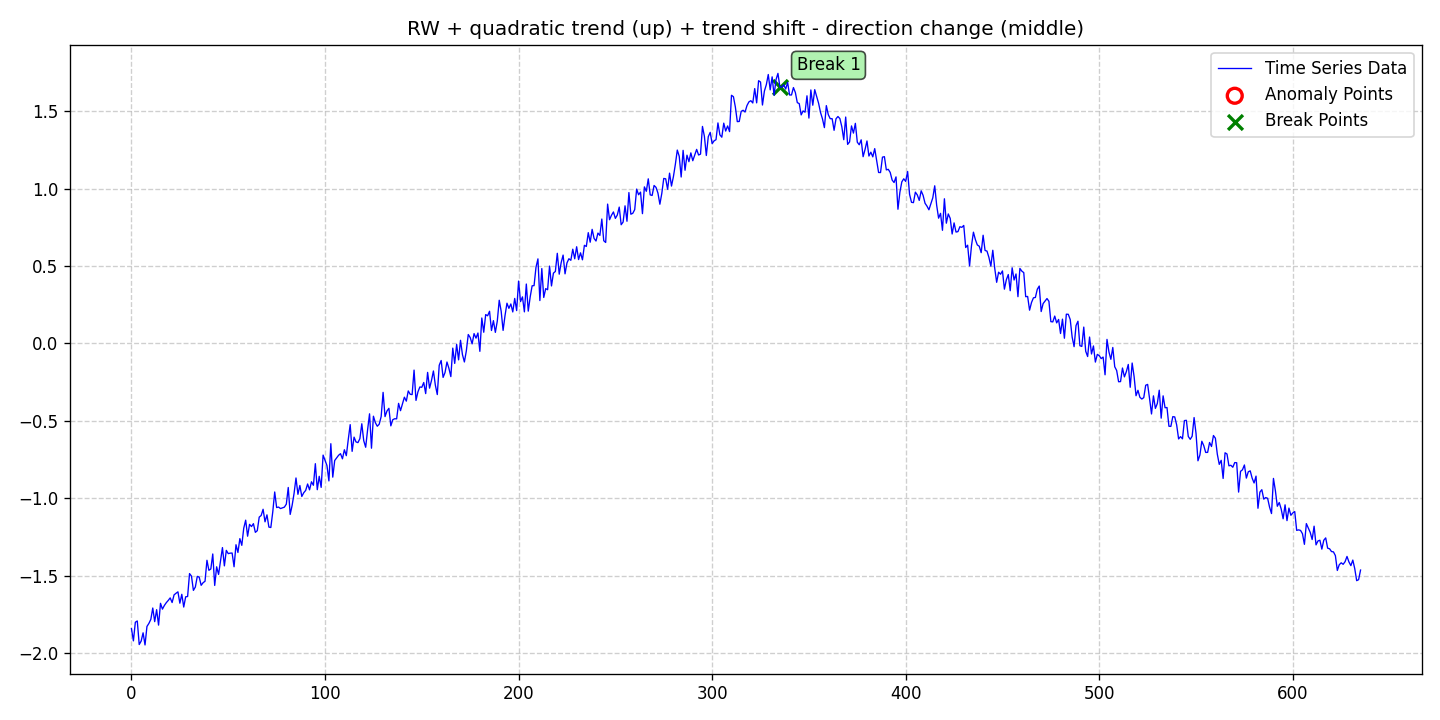 RW + quadratic trend (up) + trend shift - direction change (middle)
Break 1
Time Series Data
Anomaly Points
Break Points
1.5
1.0
0.5
0.0
−0.5
−1.0
−1.5
−2.0
0 100 200 300 400 500 600